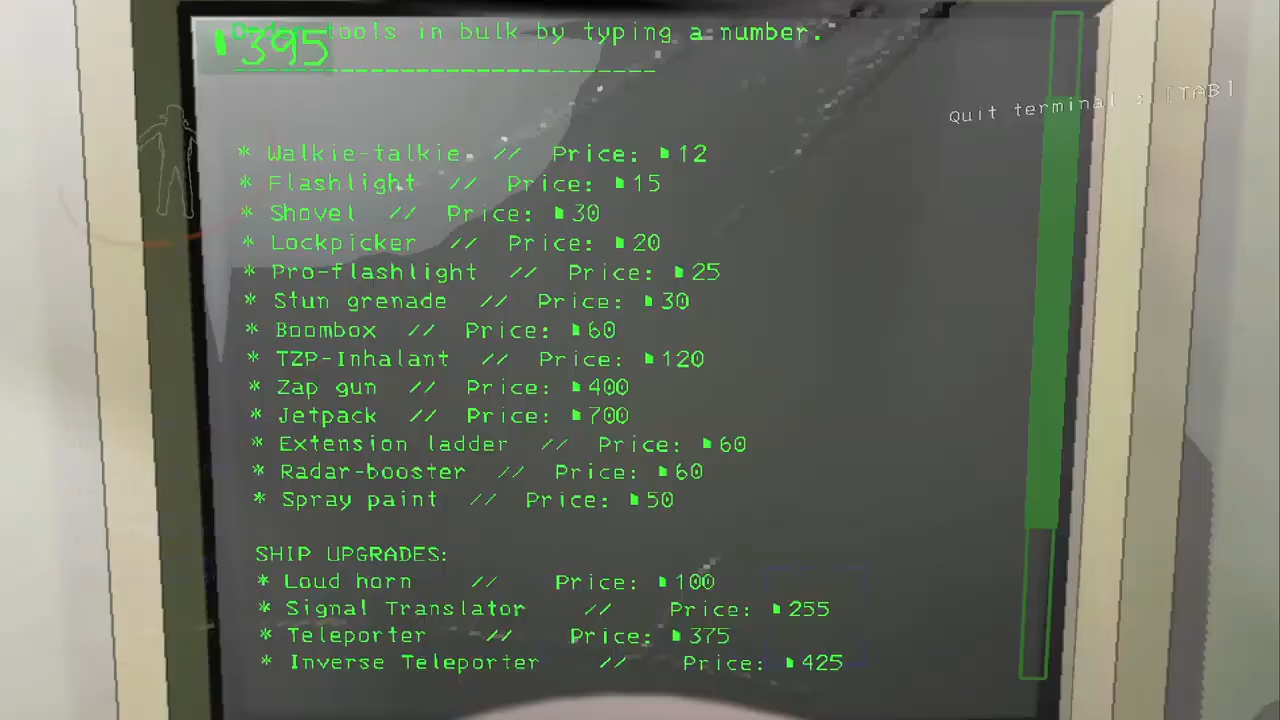 Order tools in bulk by typing a number.
395
Quit terminal : [TAB]
* Walkie-talkie // Price: 12
* Flashlight // Price: 15
* Shovel // Price: 30
* Lockpicker // Price: 20
* Pro-flashlight // Price: 25
* Stun grenade // Price: 30
* Boombox // Price: 60
* TZP-Inhalant // Price: 120
* Zap gun // Price: 400
* Jetpack // Price: 700
* Extension ladder // Price: 60
* Radar-booster // Price: 60
* Spray paint // Price: 50
SHIP UPGRADES:
* Loud horn // Price: 100
* Signal Translator // Price: 255
* Teleporter // Price: 375
* Inverse Teleporter // Price: 425